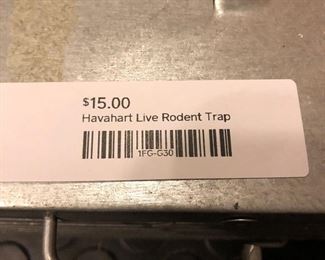 $15.00
Havahart Live Rodent Trap
1FG-G30